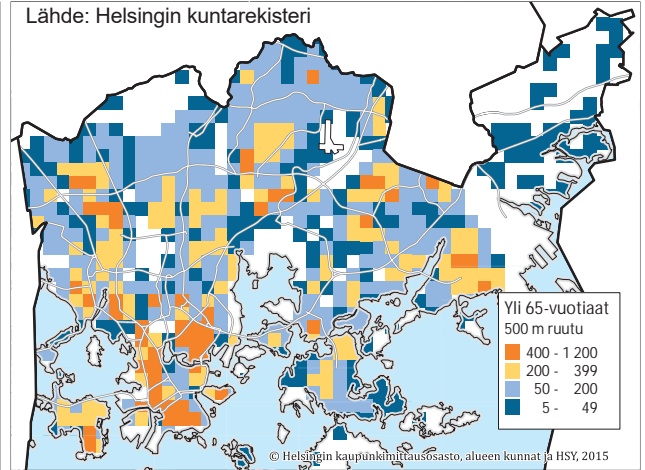 Lähde: Helsingin kuntarekisteri
Yli 65-vuotiaat
500 m ruutu
400 - 1 200
200 - 399
50 - 200
5 - 49
© Helsingin kaupunkimittausosasto, alueen kunnat ja HSY, 2015